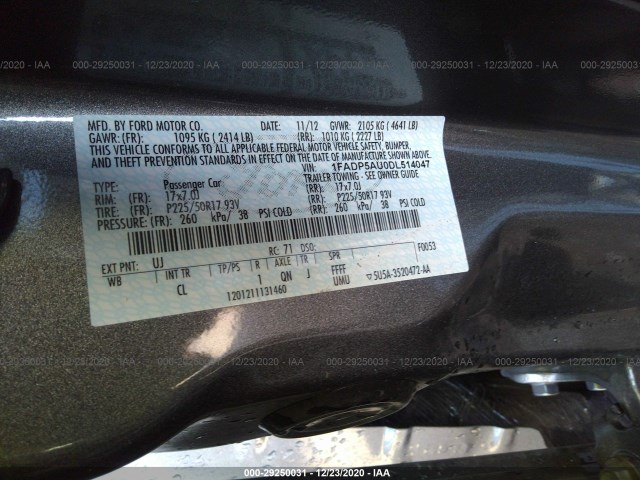 000-29250031 - 12/23/2020 - IAA
MFD. BY FORD MOTOR CO. DATE: 11/12 GVWR: 2105 KG ( 4641 LB)
GAWR: (FR): 1095 KG ( 2414 LB) (RR): 1010 KG ( 2227 LB)
THIS VEHICLE CONFORMS TO ALL APPLICABLE FEDERAL MOTOR VEHICLE SAFETY, BUMPER,
AND THEFT PREVENTION STANDARDS IN EFFECT ON THE DATE OF MANUFACTURE SHOWN ABOVE.
VIN: 1FADP5AU0DL514047
TYPE: Passenger Car TRAILER TOWING - SEE OWNER GUIDE
RIM: (FR): 17x7.0J (RR): 17x7.0J
TIRE: (FR): P225/50R17 93V (RR): P225/50R17 93V
PRESSURE: (FR): 260 kPa/ 38 PSI COLD (RR): 260 kPa/ 38 PSI COLD
EXT PNT: UJ RC: 71 DSO: F0053
WB INT TR TP/PS R AXLE TR SPR
CL 1 QN J FFFF
UMU 5U5A-3520472-AA
1201211131460
000-29250031 - 12/23/2020 - IAA